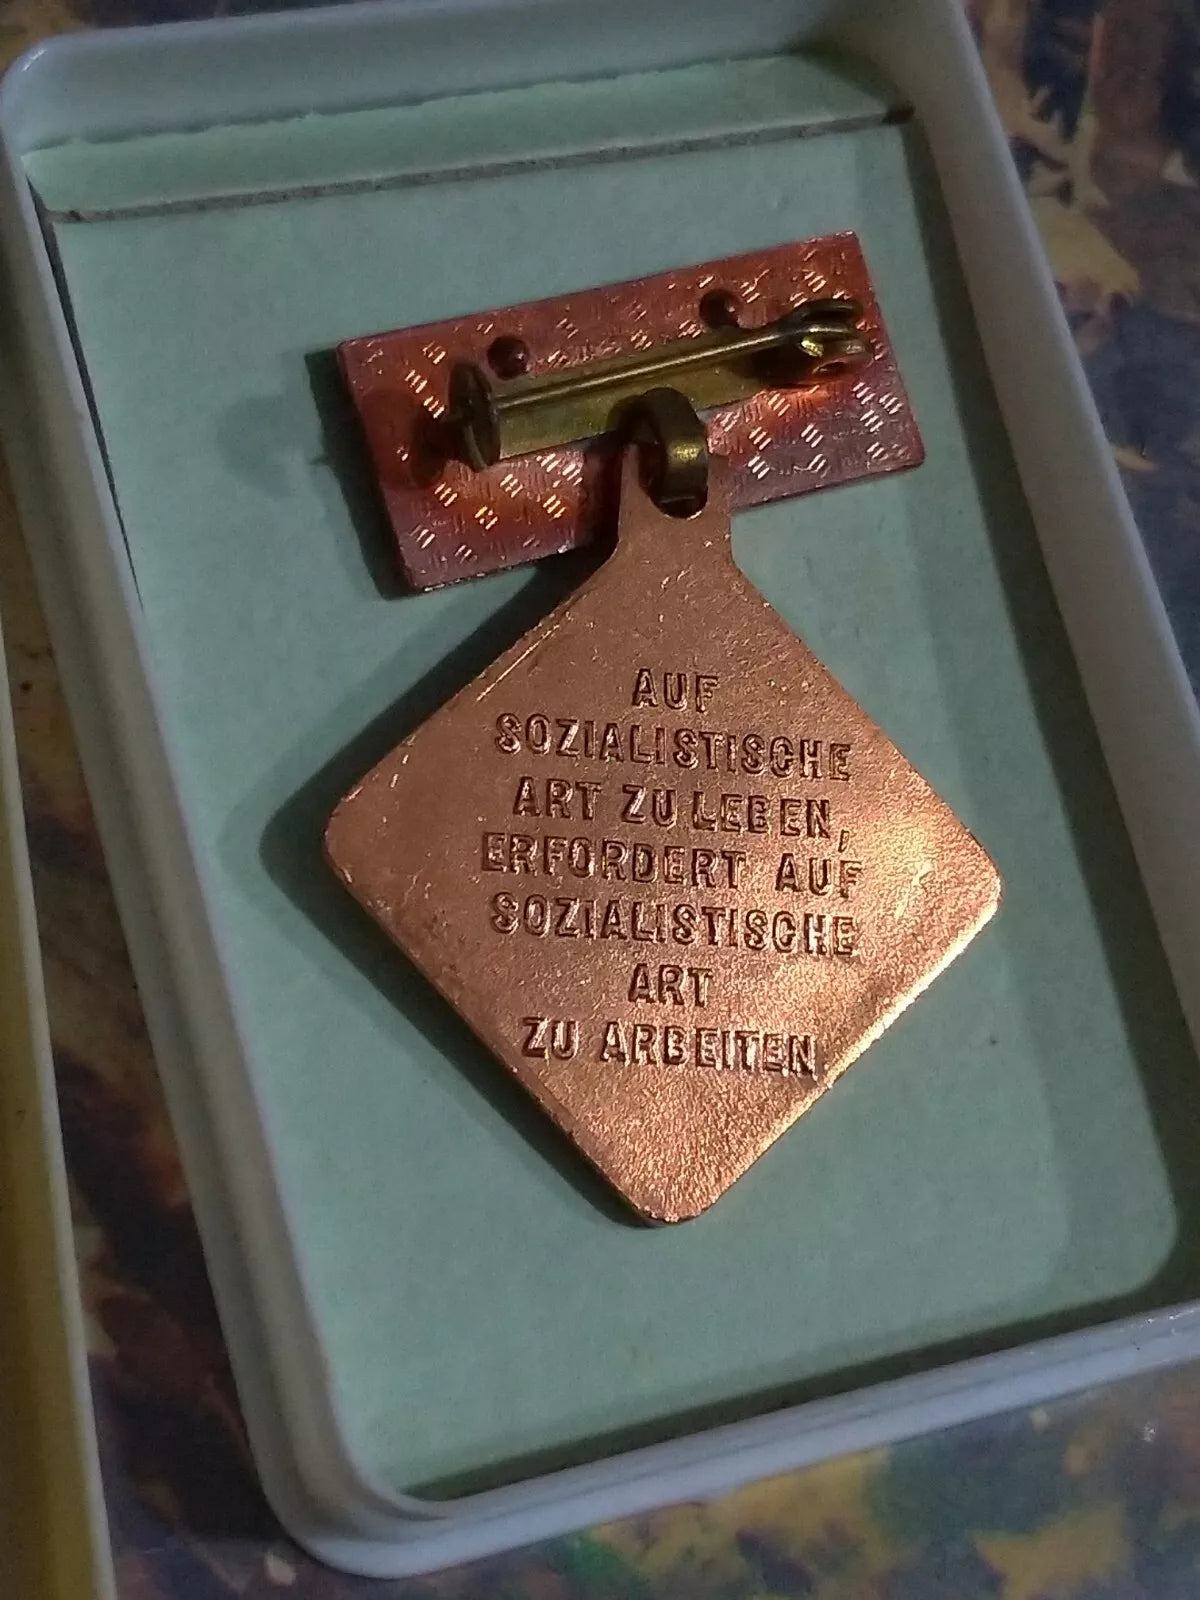 AUF
SOZIALISTISCHE
ART ZU LEBEN,
ERFORDERT AUF
SOZIALISTISCHE
ART
ZU ARBEITEN